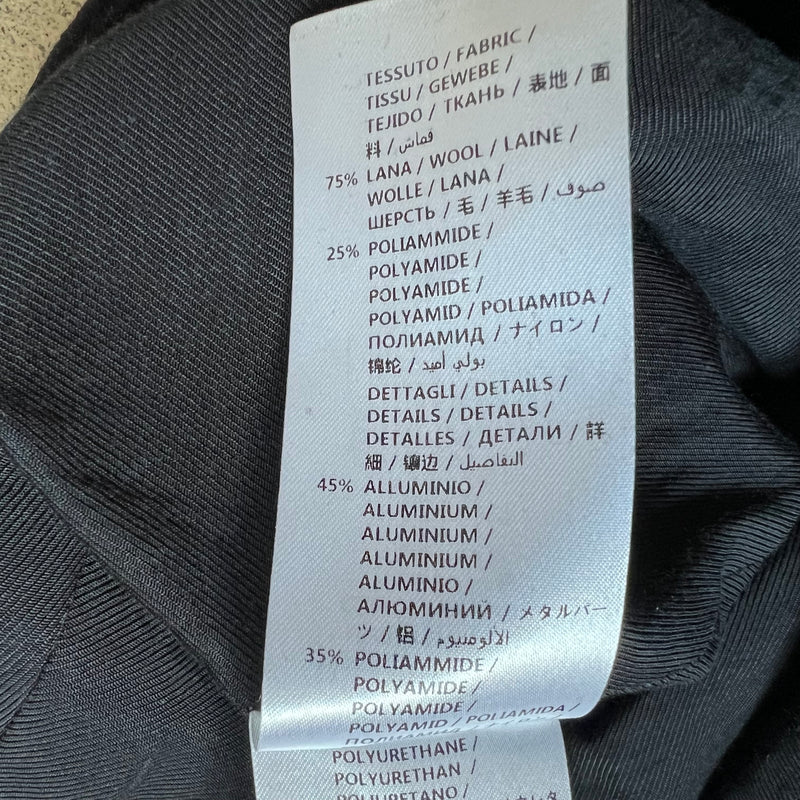 TESSUTO / FABRIC /
TISSU / GEWEBE /
TEJIDO / ТКАНЬ / 表地 / 面
料 / قماش
75% LANA / WOOL / LAINE /
WOLLE / LANA /
ШЕРСТЬ / 毛 / 羊毛 / صوف
25% POLIAMMIDE /
POLYAMIDE /
POLYAMIDE /
POLYAMID / POLIAMIDA /
ПОЛИАМИД / ナイロン /
锦纶 / بولي أميد
DETTAGLI / DETAILS /
DETAILS / DETAILS /
DETALLES / ДЕТАЛИ / 詳
細 / 镶边 / التفاصيل
45% ALLUMINIO /
ALUMINIUM /
ALUMINIUM /
ALUMINIUM /
ALUMINIO /
АЛЮМИНИЙ / メタルパー
ツ / 铝 / الألومنيوم
35% POLIAMMIDE /
POLYAMIDE /
POLYAMIDE /
POLYAMID / POLIAMIDA /
POLYURETHANE /
POLYURETHAN /
POLIURETANO /